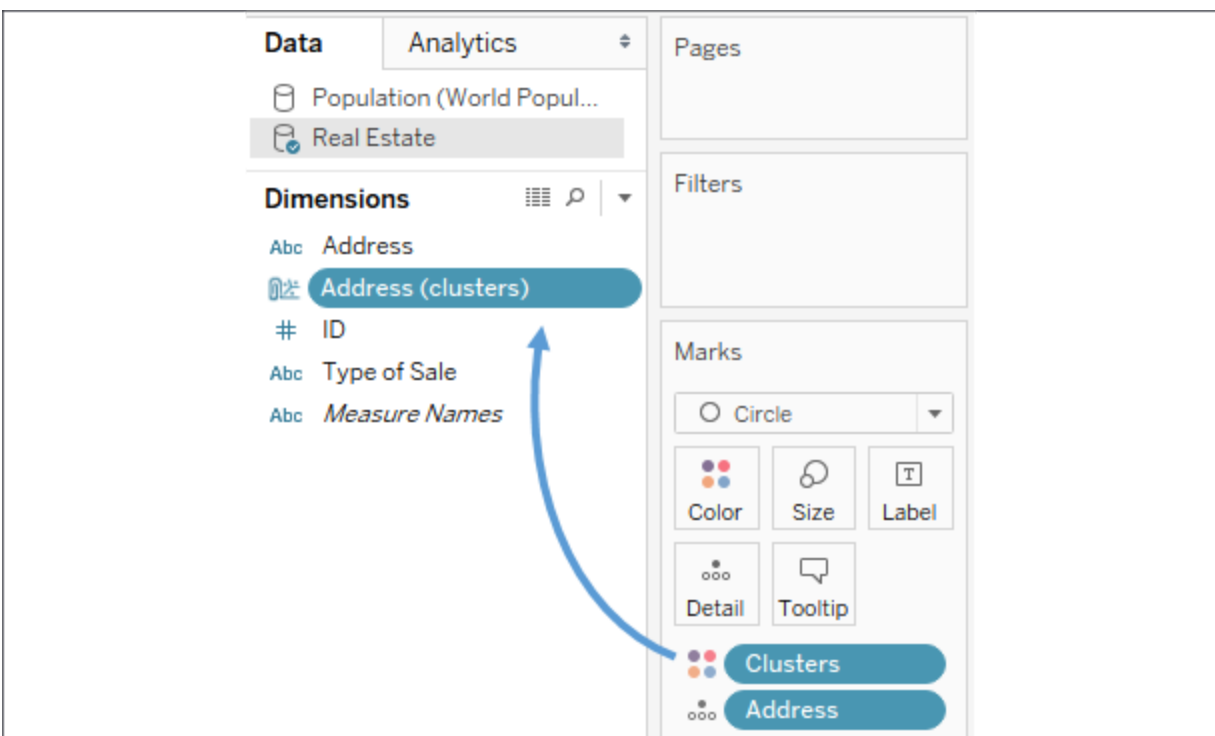 Data
Analytics
Population (World Popul...
Real Estate
Dimensions
Abc Address
Address (clusters)
# ID
Abc Type of Sale
Abc Measure Names
Pages
Filters
Marks
Circle
Color Size T Label
Detail Tooltip
Clusters
Address